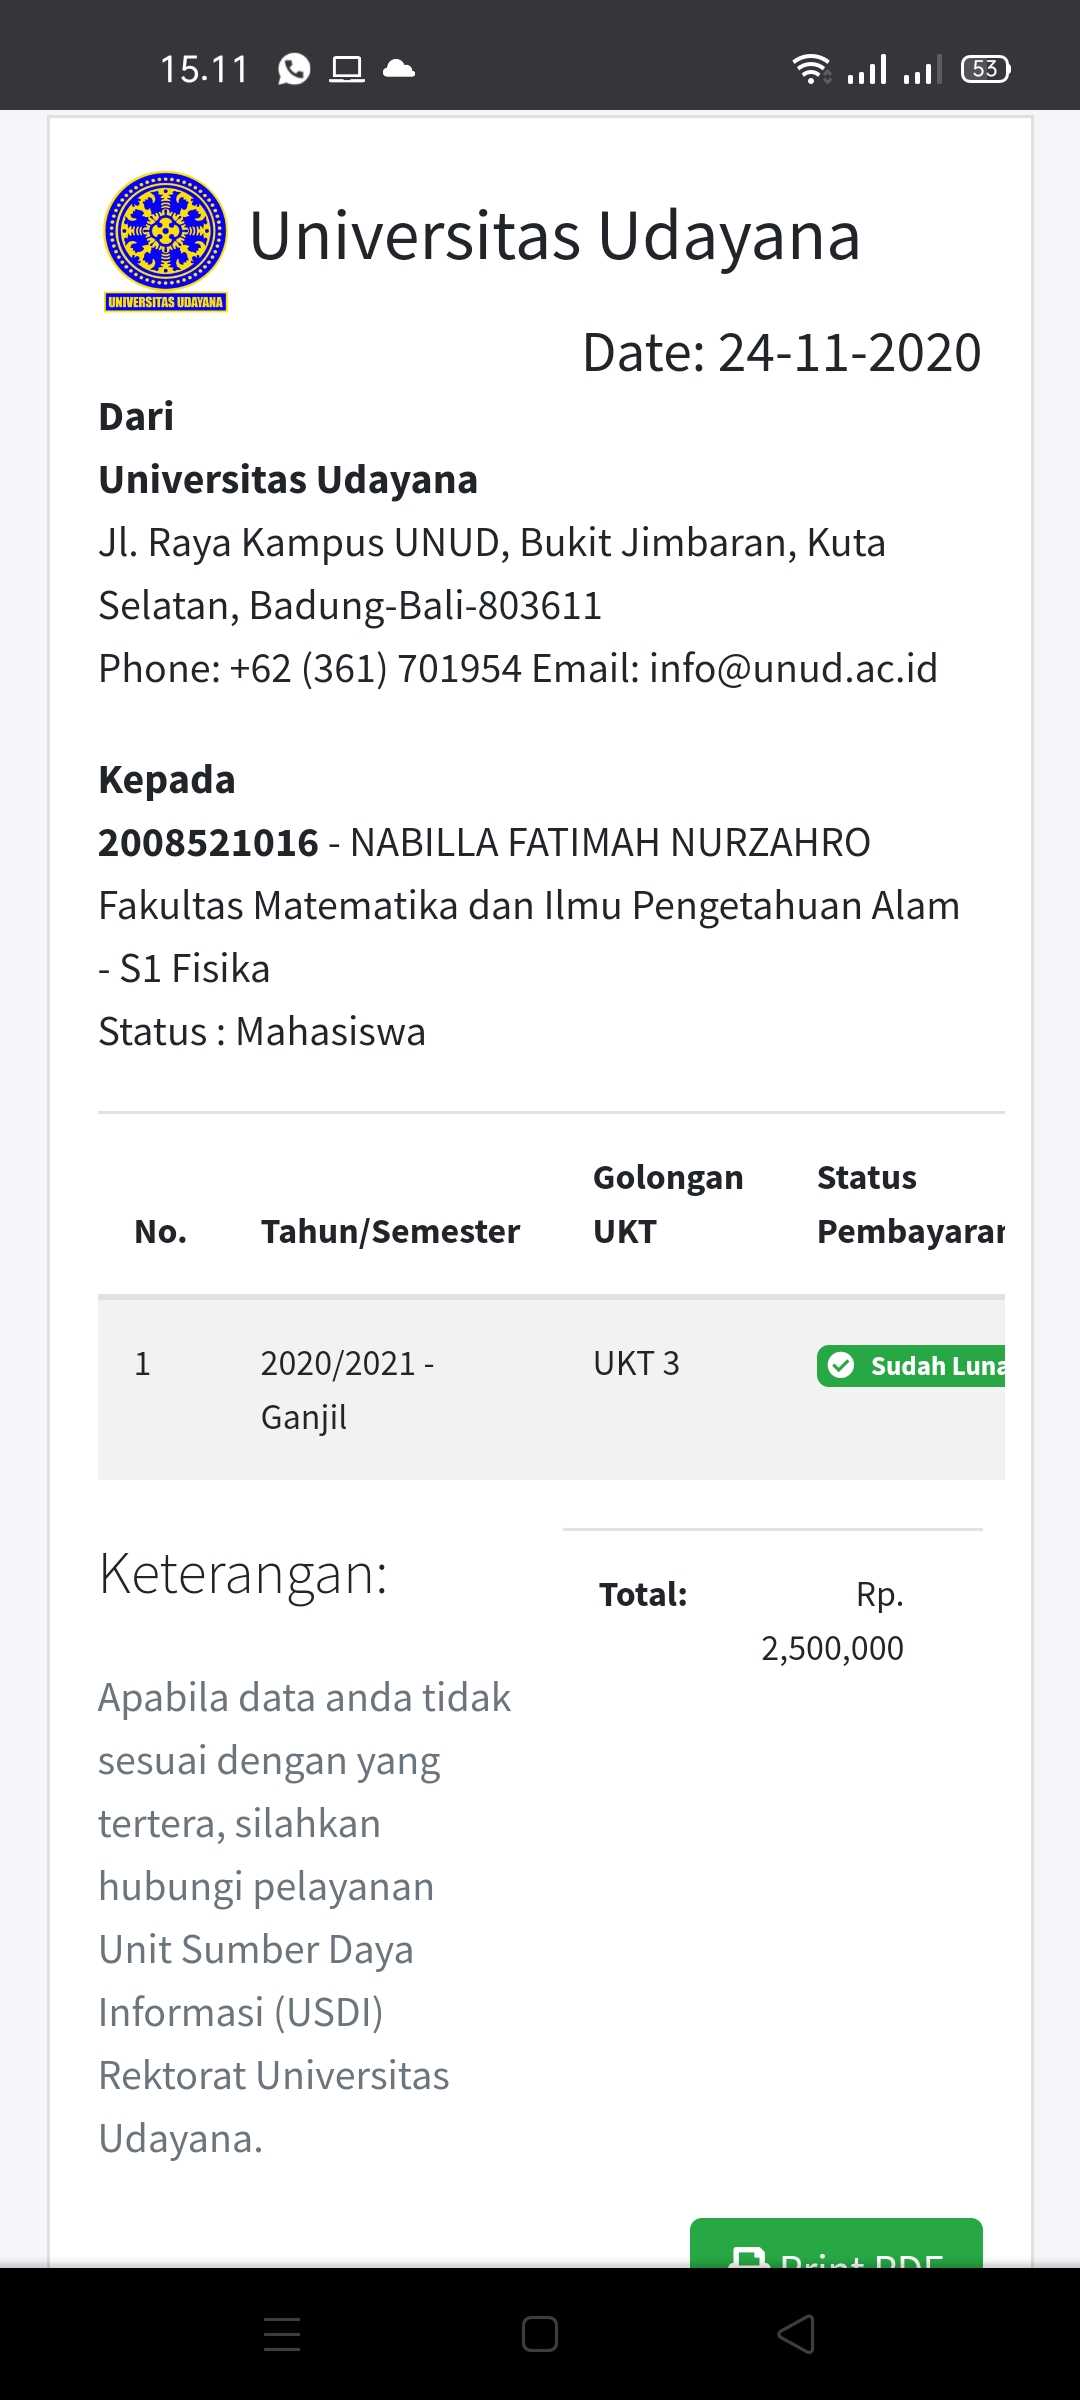 15.11
53
UNIVERSITAS UDAYANA
Universitas Udayana
Date: 24-11-2020
Dari
Universitas Udayana
Jl. Raya Kampus UNUD, Bukit Jimbaran, Kuta
Selatan, Badung-Bali-803611
Phone: +62 (361) 701954 Email: info@unud.ac.id
Kepada
2008521016 - NABILLA FATIMAH NURZAHRO
Fakultas Matematika dan Ilmu Pengetahuan Alam
- S1 Fisika
Status : Mahasiswa
No.
Tahun/Semester
Golongan
UKT
Status
Pembayaran
1
2020/2021 -
Ganjil
UKT 3
Sudah Luna
Keterangan:
Total:
Rp.
2,500,000
Apabila data anda tidak
sesuai dengan yang
tertera, silahkan
hubungi pelayanan
Unit Sumber Daya
Informasi (USDI)
Rektorat Universitas
Udayana.
Print PDF